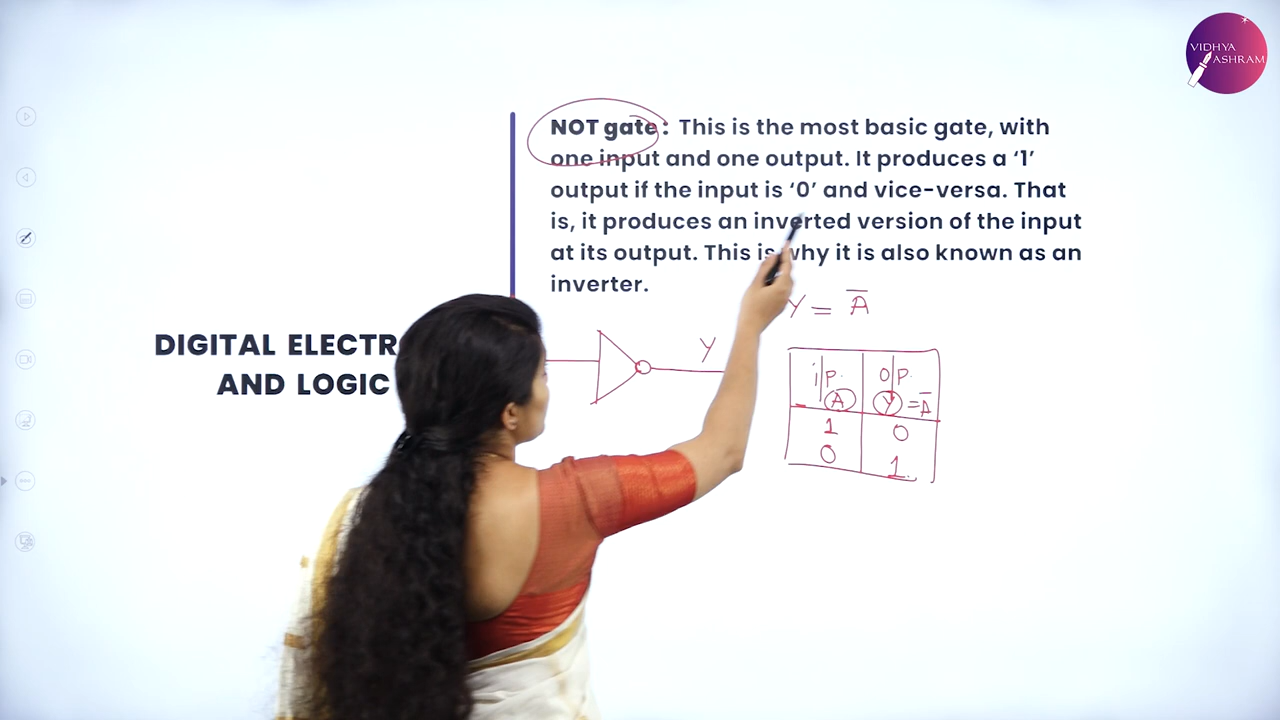 VIDHYA
ASHRAM
NOT gate : This is the most basic gate, with
one input and one output. It produces a ‘1’
output if the input is ‘0’ and vice-versa. That
is, it produces an inverted version of the input
at its output. This is why it is also known as an
inverter.
DIGITAL ELECTR
AND LOGIC
Y = A̅
Y
i|p. o|p.
A Y = A̅
1 0
0 1